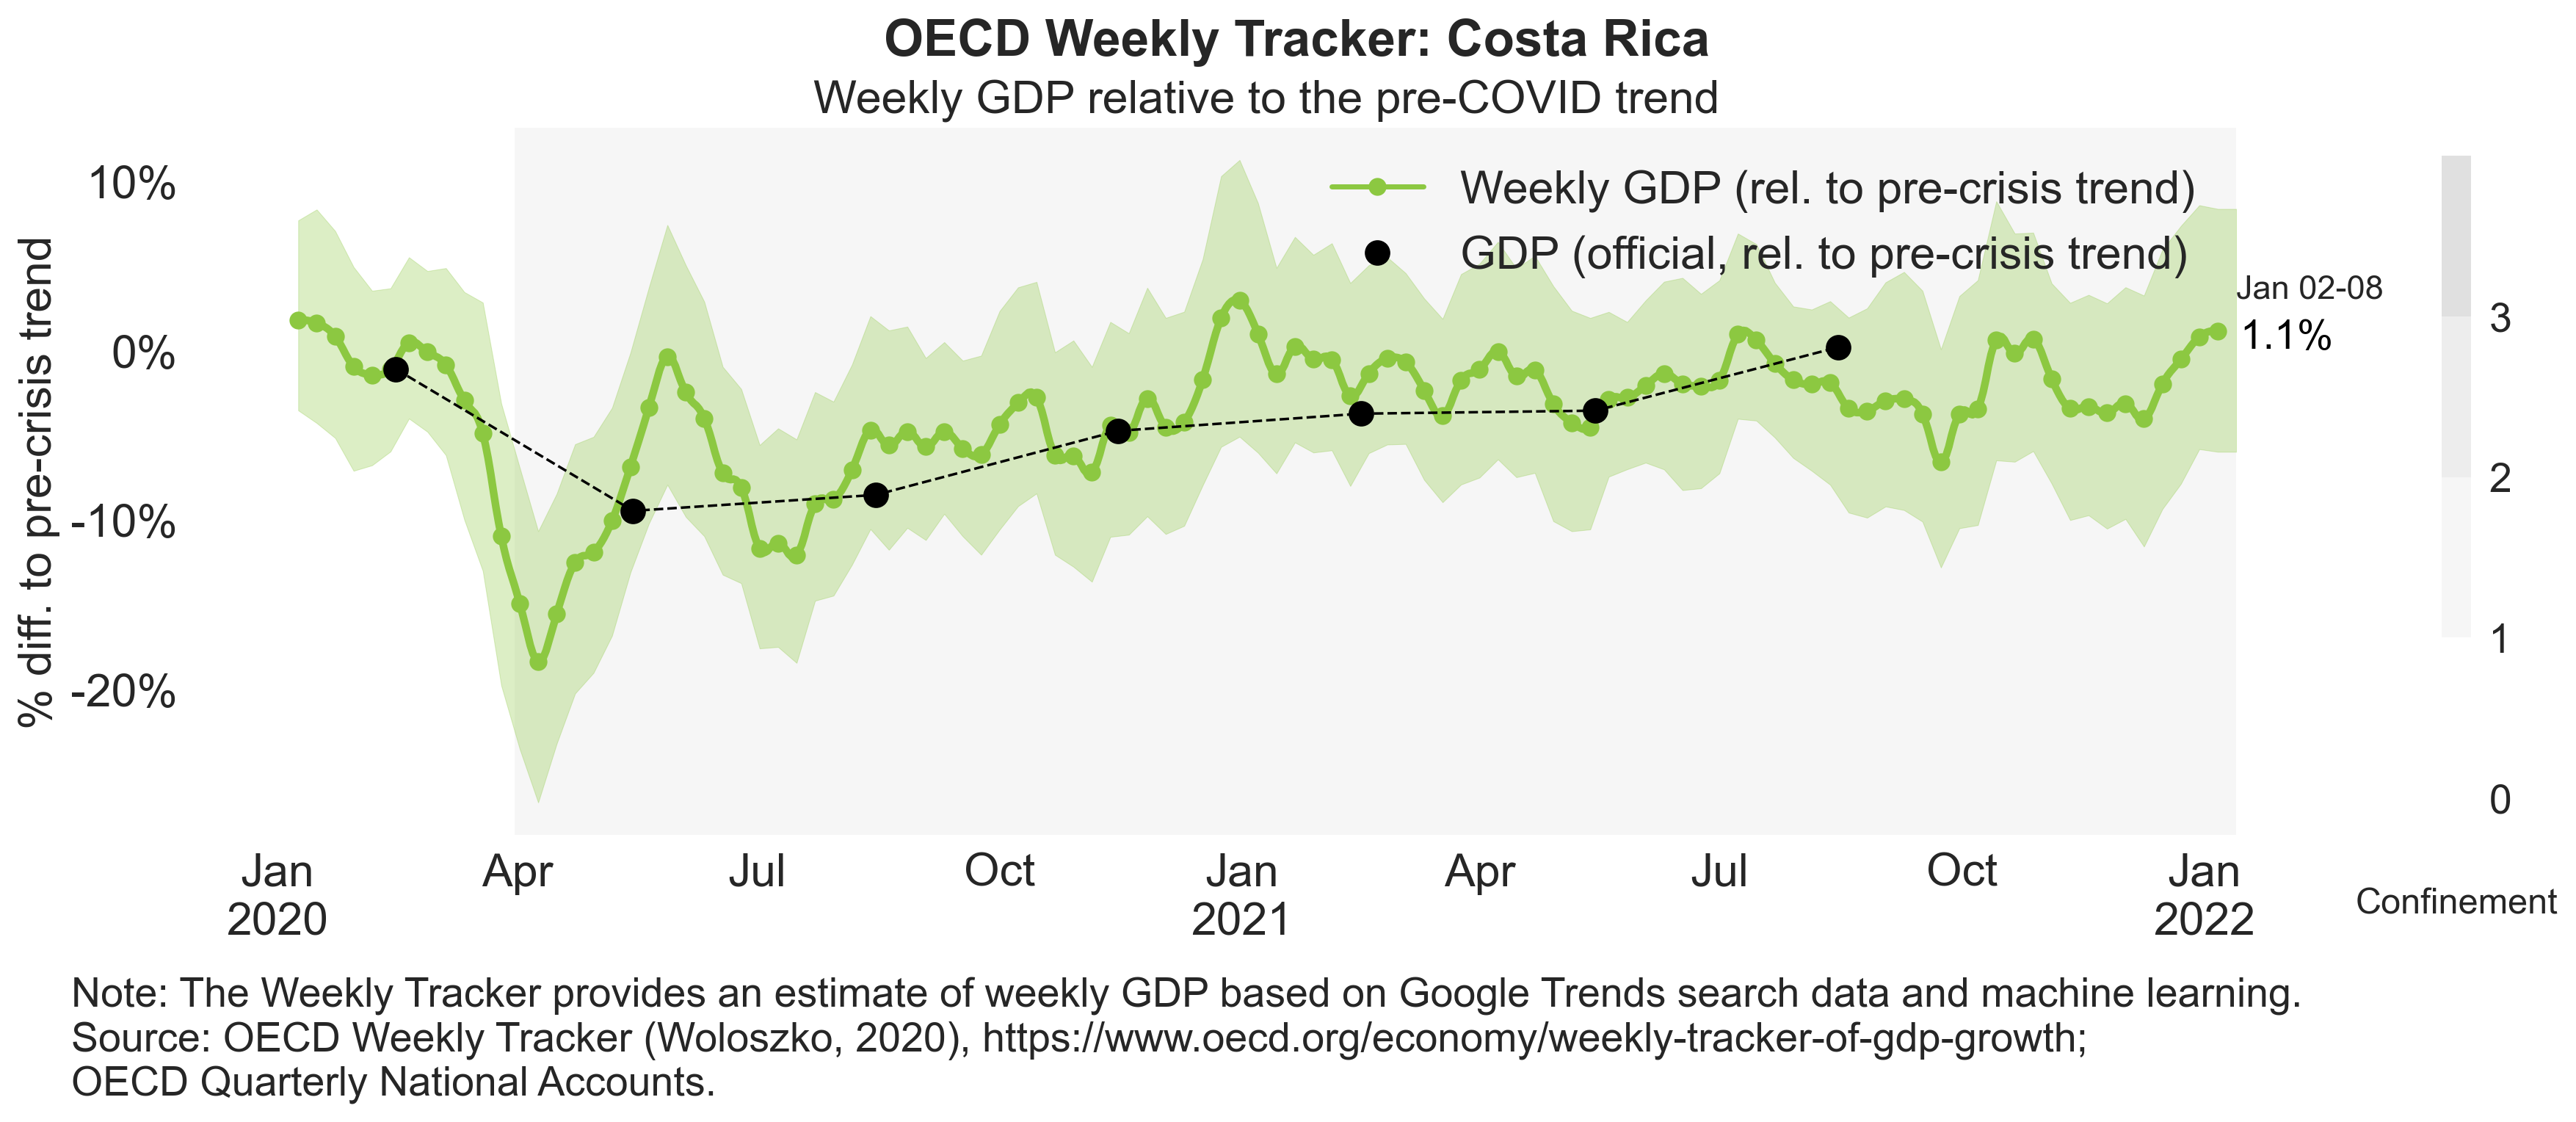 OECD Weekly Tracker: Costa Rica
Weekly GDP relative to the pre-COVID trend
% diff. to pre-crisis trend
10%
0%
-10%
-20%
Weekly GDP (rel. to pre-crisis trend)
GDP (official, rel. to pre-crisis trend)
Jan 02-08
1.1%
3
2
1
0
Confinement
Jan Apr Jul Oct Jan Apr Jul Oct Jan
2020 2021 2022
Note: The Weekly Tracker provides an estimate of weekly GDP based on Google Trends search data and machine learning.
Source: OECD Weekly Tracker (Woloszko, 2020), https://www.oecd.org/economy/weekly-tracker-of-gdp-growth;
OECD Quarterly National Accounts.